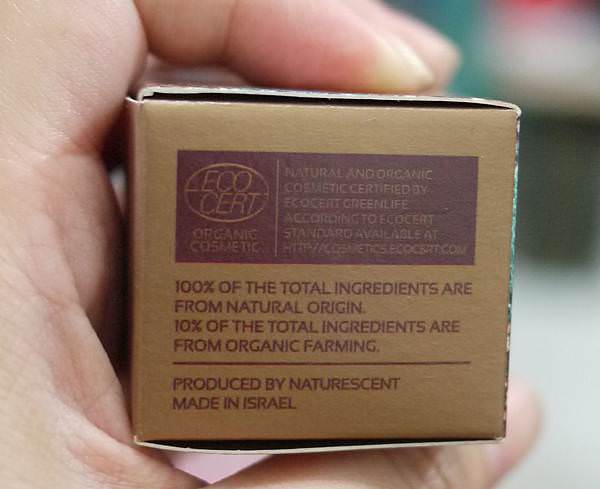 ECO
CERT
ORGANIC
COSMETIC
NATURAL AND ORGANIC
COSMETIC CERTIFIED BY
ECOCERT GREENLIFE
ACCORDING TO ECOCERT
STANDARD AVAILABLE AT
HTTP//COSMETICS.ECOCERT.COM
100% OF THE TOTAL INGREDIENTS ARE
FROM NATURAL ORIGIN.
10% OF THE TOTAL INGREDIENTS ARE
FROM ORGANIC FARMING.
PRODUCED BY NATURESCENT
MADE IN ISRAEL